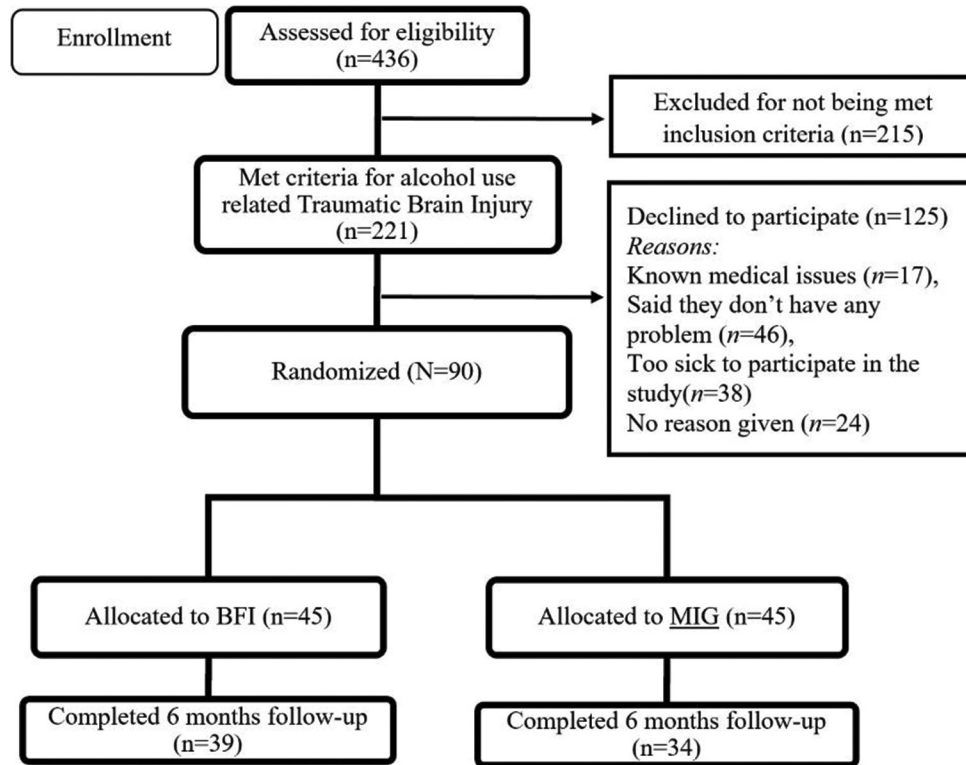 Enrollment
Assessed for eligibility
(n=436)
Excluded for not being met
inclusion criteria (n=215)
Met criteria for alcohol use
related Traumatic Brain Injury
(n=221)
Declined to participate (n=125)
Reasons:
Known medical issues (n=17),
Said they don’t have any
problem (n=46),
Too sick to participate in the
study(n=38)
No reason given (n=24)
Randomized (N=90)
Allocated to BFI (n=45)
Allocated to MIG (n=45)
Completed 6 months follow-up
(n=39)
Completed 6 months follow-up
(n=34)